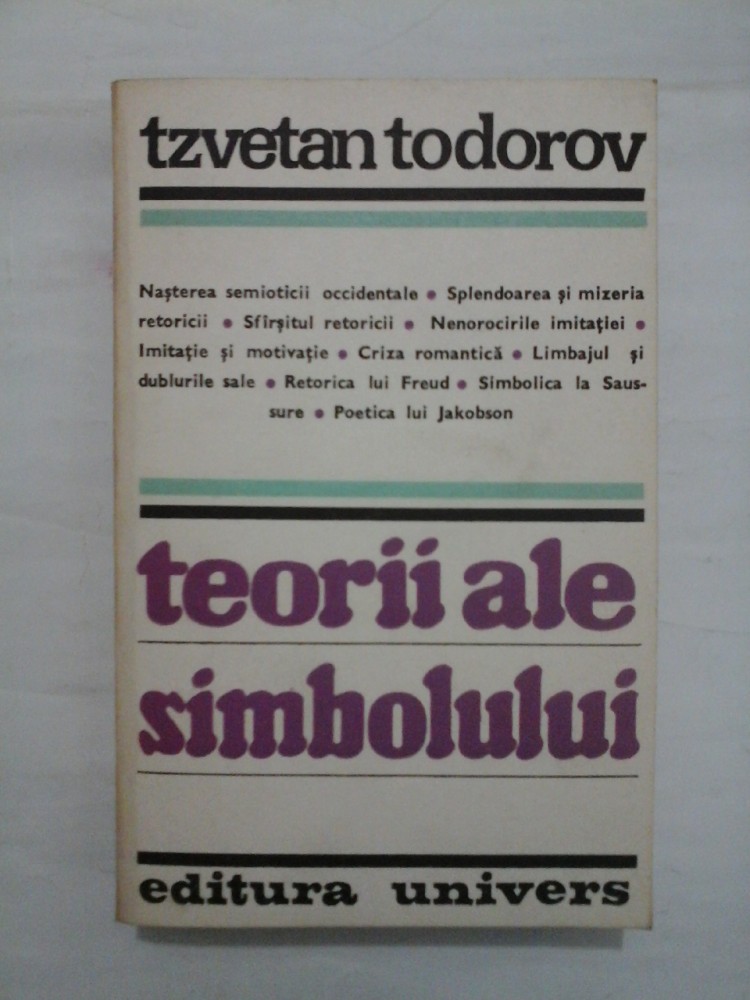 tzvetan todorov
Naşterea semioticii occidentale • Splendoarea şi mizeria
retoricii • Sfîrşitul retoricii • Nenorocirile imitaţiei •
Imitaţie şi motivaţie • Criza romantică • Limbajul şi
dublurile sale • Retorica lui Freud • Simbolica la Saus-
sure • Poetica lui Jakobson
teorii ale
simbolului
editura univers